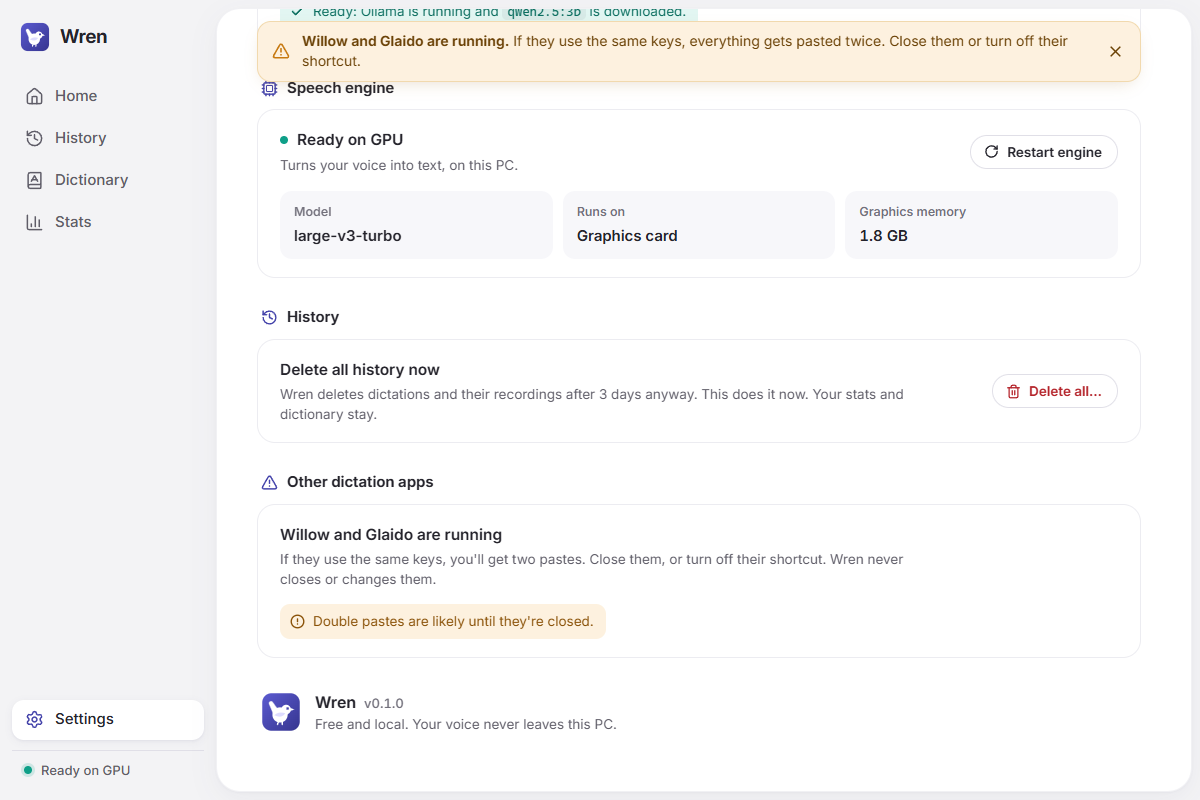 Wren
Home
History
Dictionary
Stats
Settings
Ready on GPU
Ready: Ollama is running and qwen2.5:3b is downloaded.
Willow and Glaido are running. If they use the same keys, everything gets pasted twice. Close them or turn off their
shortcut.
Speech engine
Ready on GPU
Turns your voice into text, on this PC.
Restart engine
Model
large-v3-turbo
Runs on
Graphics card
Graphics memory
1.8 GB
History
Delete all history now
Wren deletes dictations and their recordings after 3 days anyway. This does it now. Your stats and
dictionary stay.
Delete all...
Other dictation apps
Willow and Glaido are running
If they use the same keys, you'll get two pastes. Close them, or turn off their shortcut. Wren never
closes or changes them.
Double pastes are likely until they're closed.
Wren v0.1.0
Free and local. Your voice never leaves this PC.